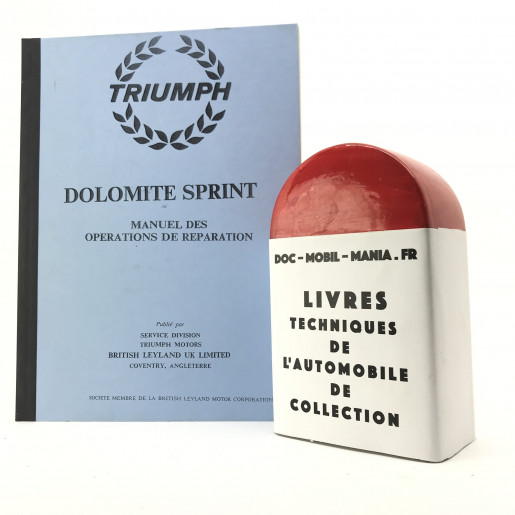 TRIUMPH
DOLOMITE SPRINT
MANUEL DES
OPERATIONS DE REPARATION
Publié par
SERVICE DIVISION
TRIUMPH MOTORS
BRITISH LEYLAND UK LIMITED
COVENTRY, ANGLETERRE
SOCIETE MEMBRE DE LA BRITISH LEYLAND MOTOR CORPORATION
DOC-MOBIL-MANIA.FR
LIVRES
TECHNIQUES
DE
L'AUTOMOBILE
DE
COLLECTION